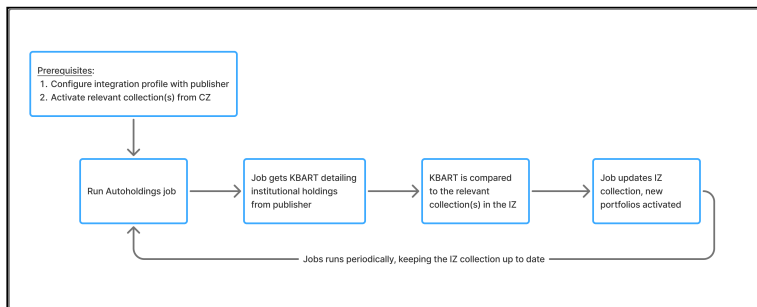 Prerequisites:
1. Configure integration profile with publisher
2. Activate relevant collection(s) from CZ
Run Autoholdings job
Job gets KBART detailing
institutional holdings
from publisher
KBART is compared
to the relevant
collection(s) in the IZ
Job updates IZ
collection, new
portfolios activated
Jobs runs periodically, keeping the IZ collection up to date